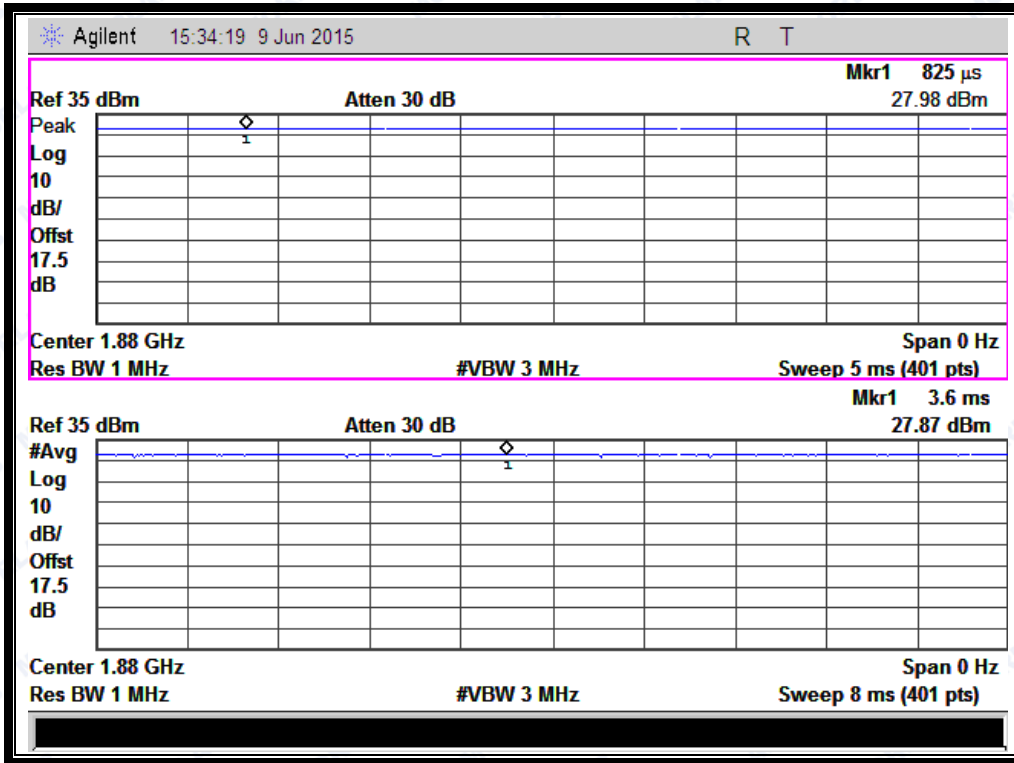 Agilent 15:34:19 9 Jun 2015 R T
Mkr1 825 µs
Ref 35 dBm Atten 30 dB 27.98 dBm
Peak
1
Log
10
dB/
Offst
17.5
dB
Center 1.88 GHz Span 0 Hz
Res BW 1 MHz #VBW 3 MHz Sweep 5 ms (401 pts)
Mkr1 3.6 ms
Ref 35 dBm Atten 30 dB 27.87 dBm
#Avg
1
Log
10
dB/
Offst
17.5
dB
Center 1.88 GHz Span 0 Hz
Res BW 1 MHz #VBW 3 MHz Sweep 8 ms (401 pts)